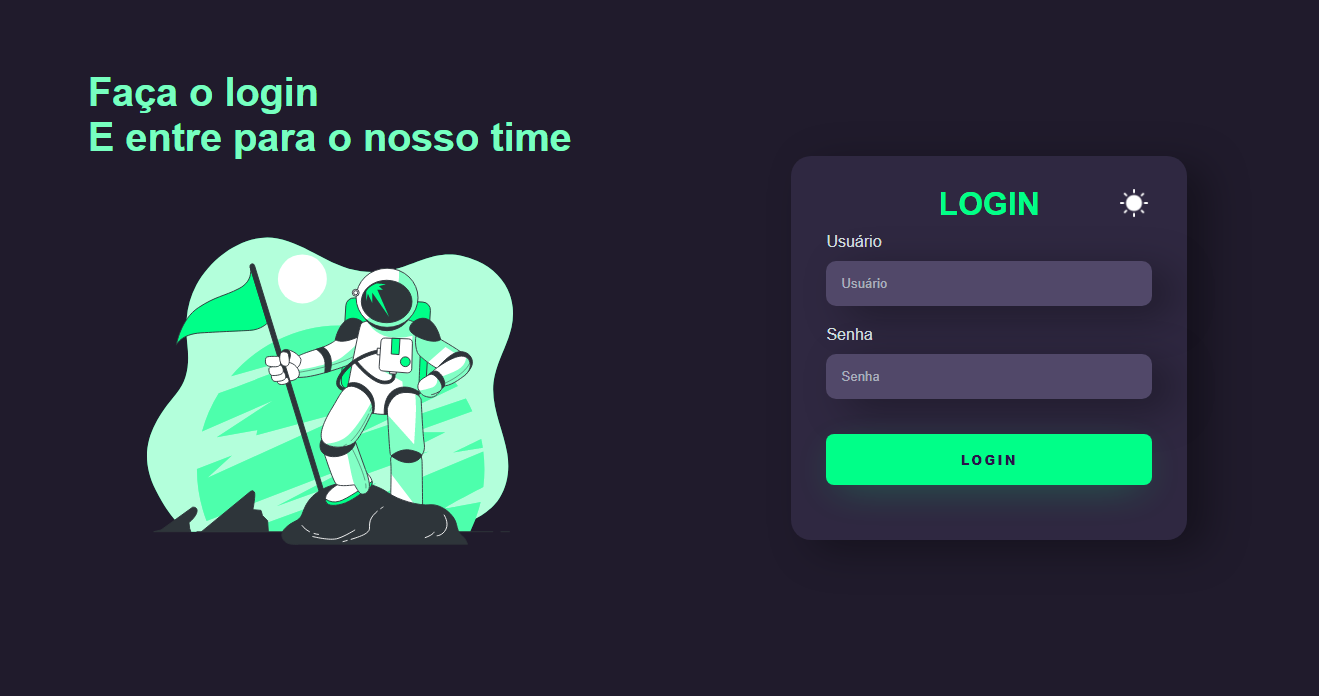 Faça o login
E entre para o nosso time
LOGIN
Usuário
Usuário
Senha
Senha
LOGIN